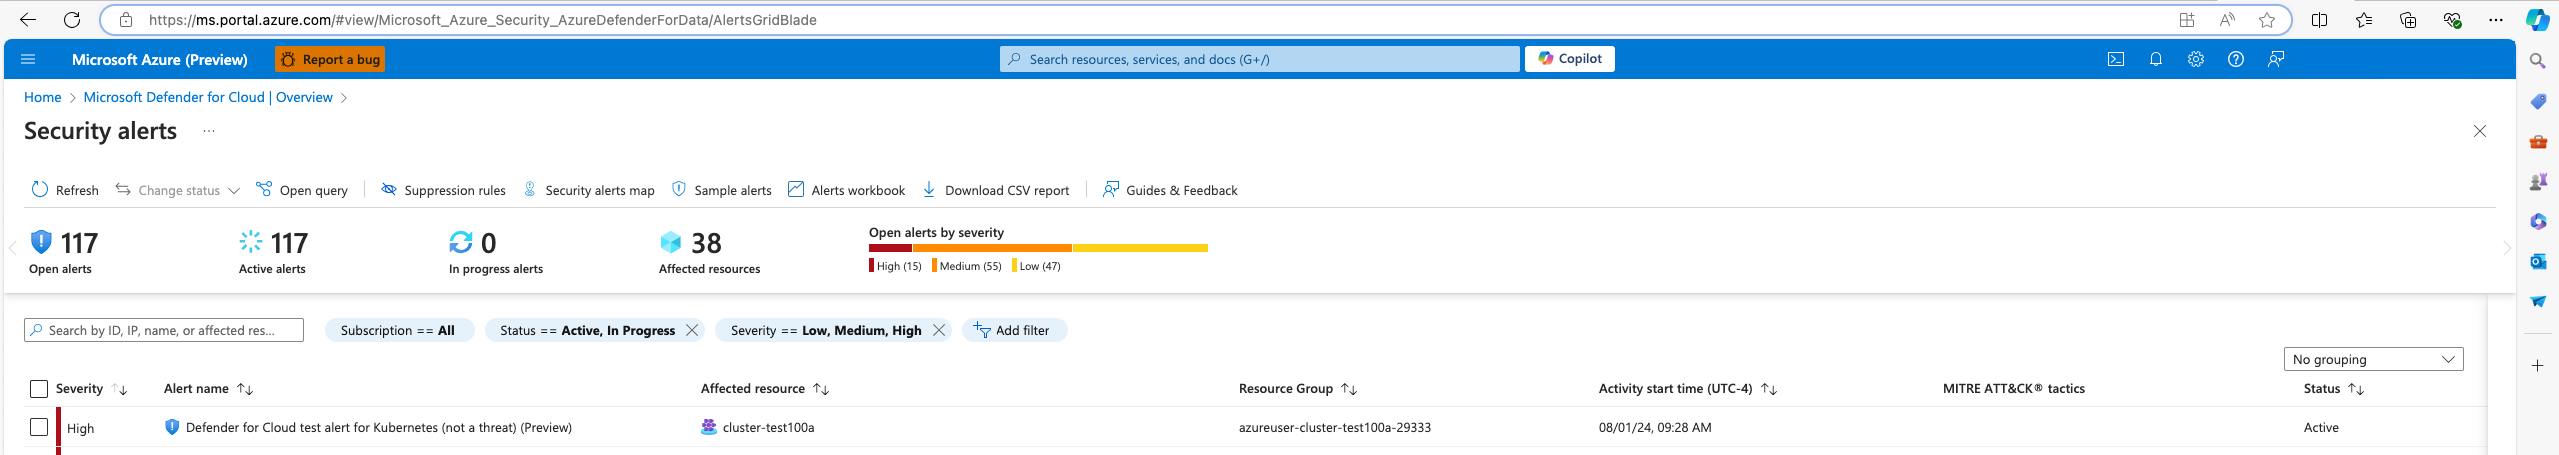 https://ms.portal.azure.com/#view/Microsoft_Azure_Security_AzureDefenderForData/AlertsGridBlade
Microsoft Azure (Preview)
Report a bug
Search resources, services, and docs (G+/)
Copilot
Home > Microsoft Defender for Cloud | Overview >
Security alerts ...
Refresh
Change status
Open query
Suppression rules
Security alerts map
Sample alerts
Alerts workbook
Download CSV report
Guides & Feedback
117
Open alerts
117
Active alerts
0
In progress alerts
38
Affected resources
Open alerts by severity
High (15) Medium (55) Low (47)
Search by ID, IP, name, or affected res...
Subscription == All
Status == Active, In Progress
Severity == Low, Medium, High
Add filter
No grouping
Severity Alert name Affected resource Resource Group Activity start time (UTC-4) MITRE ATT&CK® tactics Status
High Defender for Cloud test alert for Kubernetes (not a threat) (Preview) cluster-test100a azureuser-cluster-test100a-29333 08/01/24, 09:28 AM Active